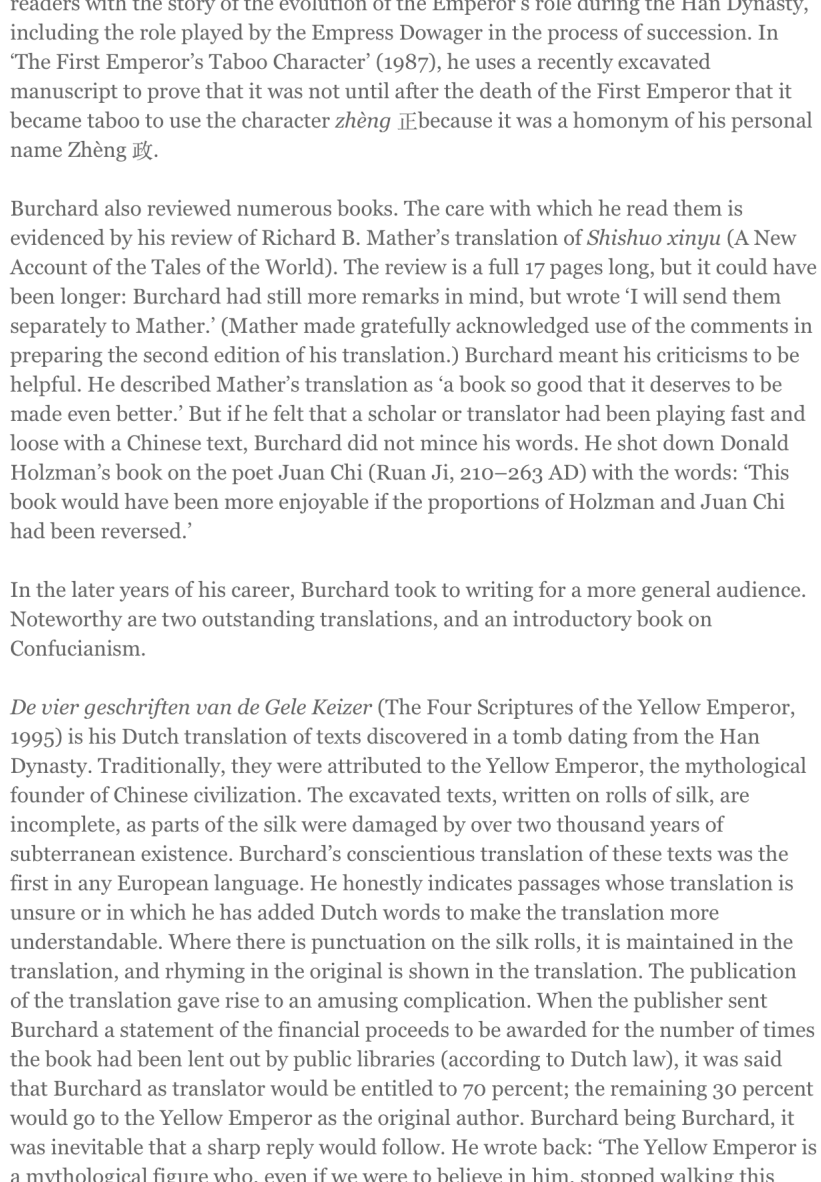 readers with the story of the evolution of the Emperor's role during the Han Dynasty,
including the role played by the Empress Dowager in the process of succession. In
‘The First Emperor’s Taboo Character’ (1987), he uses a recently excavated
manuscript to prove that it was not until after the death of the First Emperor that it
became taboo to use the character zhèng 正because it was a homonym of his personal
name Zhèng 政.
Burchard also reviewed numerous books. The care with which he read them is
evidenced by his review of Richard B. Mather’s translation of Shishuo xinyu (A New
Account of the Tales of the World). The review is a full 17 pages long, but it could have
been longer: Burchard had still more remarks in mind, but wrote ‘I will send them
separately to Mather.’ (Mather made gratefully acknowledged use of the comments in
preparing the second edition of his translation.) Burchard meant his criticisms to be
helpful. He described Mather’s translation as ‘a book so good that it deserves to be
made even better.’ But if he felt that a scholar or translator had been playing fast and
loose with a Chinese text, Burchard did not mince his words. He shot down Donald
Holzman’s book on the poet Juan Chi (Ruan Ji, 210–263 AD) with the words: ‘This
book would have been more enjoyable if the proportions of Holzman and Juan Chi
had been reversed.’
In the later years of his career, Burchard took to writing for a more general audience.
Noteworthy are two outstanding translations, and an introductory book on
Confucianism.
De vier geschriften van de Gele Keizer (The Four Scriptures of the Yellow Emperor,
1995) is his Dutch translation of texts discovered in a tomb dating from the Han
Dynasty. Traditionally, they were attributed to the Yellow Emperor, the mythological
founder of Chinese civilization. The excavated texts, written on rolls of silk, are
incomplete, as parts of the silk were damaged by over two thousand years of
subterranean existence. Burchard’s conscientious translation of these texts was the
first in any European language. He honestly indicates passages whose translation is
unsure or in which he has added Dutch words to make the translation more
understandable. Where there is punctuation on the silk rolls, it is maintained in the
translation, and rhyming in the original is shown in the translation. The publication
of the translation gave rise to an amusing complication. When the publisher sent
Burchard a statement of the financial proceeds to be awarded for the number of times
the book had been lent out by public libraries (according to Dutch law), it was said
that Burchard as translator would be entitled to 70 percent; the remaining 30 percent
would go to the Yellow Emperor as the original author. Burchard being Burchard, it
was inevitable that a sharp reply would follow. He wrote back: ‘The Yellow Emperor is
a mythological figure who, even if we were to believe in him, stopped walking this